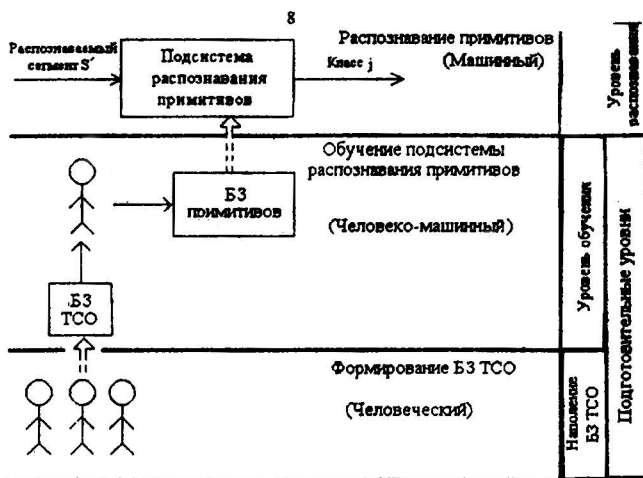 8
Распознаваемый
сегмент S'
Подсистема
распознавания
примитивов
Класс j
Распознавание примитивов
(Машинный)
Уровень
распознавания
Обучение подсистемы
распознавания примитивов
БЗ
примитивов
(Человеко-машинный)
БЗ
ТСО
Уровень обучения
Подготовительные уровни
Формирование БЗ ТСО
(Человеческий)
Наполение
БЗ ТСО